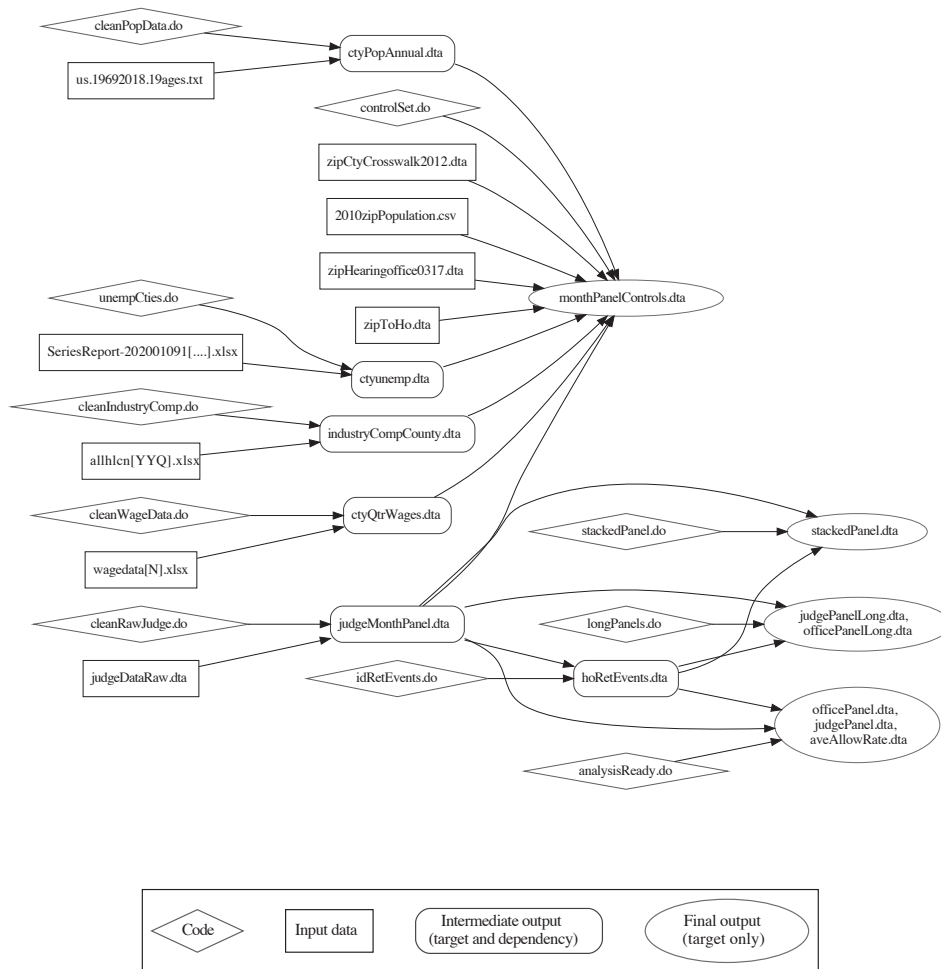 cleanPopData.do
ctyPopAnnual.dta
us.19692018.19ages.txt
controlSet.do
zipCtyCrosswalk2012.dta
2010zipPopulation.csv
zipHearingoffice0317.dta
unempCties.do
monthPanelControls.dta
zipToHo.dta
SeriesReport-202001091[....].xlsx
ctyunemp.dta
cleanIndustryComp.do
industryCompCounty.dta
allhlcn[YYQ].xlsx
cleanWageData.do
ctyQtrWages.dta
stackedPanel.do
stackedPanel.dta
wagedata[N].xlsx
cleanRawJudge.do
judgeMonthPanel.dta
longPanels.do
judgePanelLong.dta,
officePanelLong.dta
judgeDataRaw.dta
idRetEvents.do
hoRetEvents.dta
officePanel.dta,
judgePanel.dta,
aveAllowRate.dta
analysisReady.do
Code
Input data
Intermediate output
(target and dependency)
Final output
(target only)